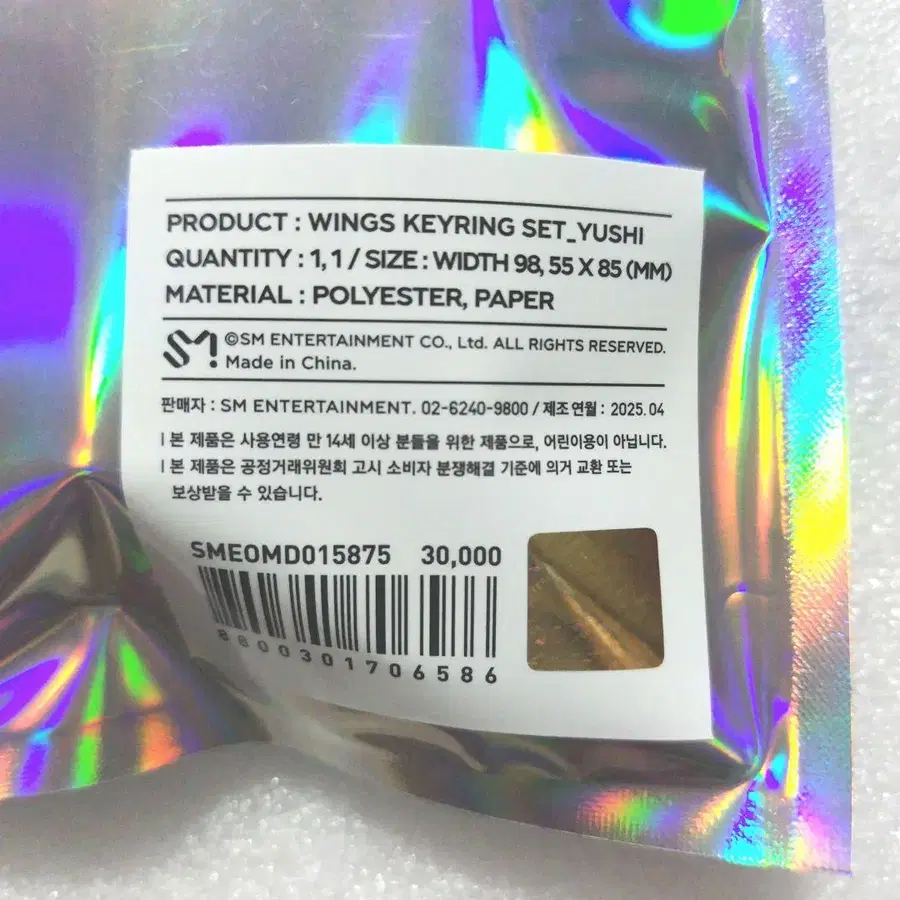 PRODUCT : WINGS KEYRING SET_YUSHI
QUANTITY : 1, 1 / SIZE : WIDTH 98, 55 X 85 (MM)
MATERIAL : POLYESTER, PAPER
SM! ©SM ENTERTAINMENT CO., Ltd. ALL RIGHTS RESERVED.
Made in China.
판매자 : SM ENTERTAINMENT. 02-6240-9800 / 제조연월 : 2025.04
본 제품은 사용연령 만 14세 이상 분들을 위한 제품으로, 어린이용이 아닙니다.
본 제품은 공정거래위원회 고시 소비자 분쟁해결 기준에 의거 교환 또는
보상받을 수 있습니다.
SMEOMD015875 30,000
8800301706586